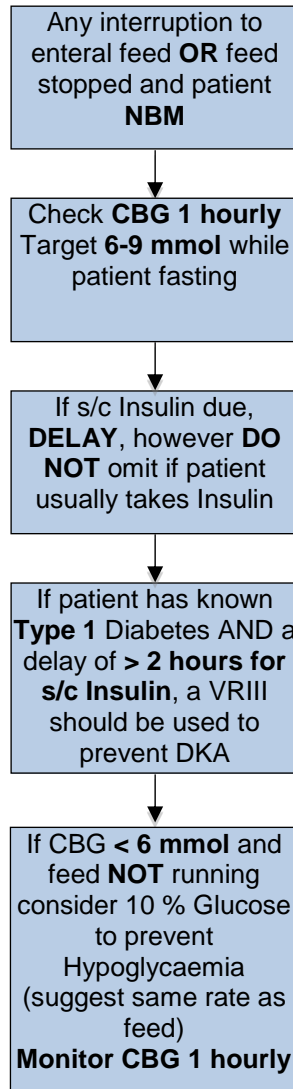 Any interruption to
enteral feed OR feed
stopped and patient
NBM
Check CBG 1 hourly
Target 6-9 mmol while
patient fasting
If s/c Insulin due,
DELAY, however DO
NOT omit if patient
usually takes Insulin
If patient has known
Type 1 Diabetes AND a
delay of > 2 hours for
s/c Insulin, a VRIII
should be used to
prevent DKA
If CBG < 6 mmol and
feed NOT running
consider 10 % Glucose
to prevent
Hypoglycaemia
(suggest same rate as
feed)
Monitor CBG 1 hourly